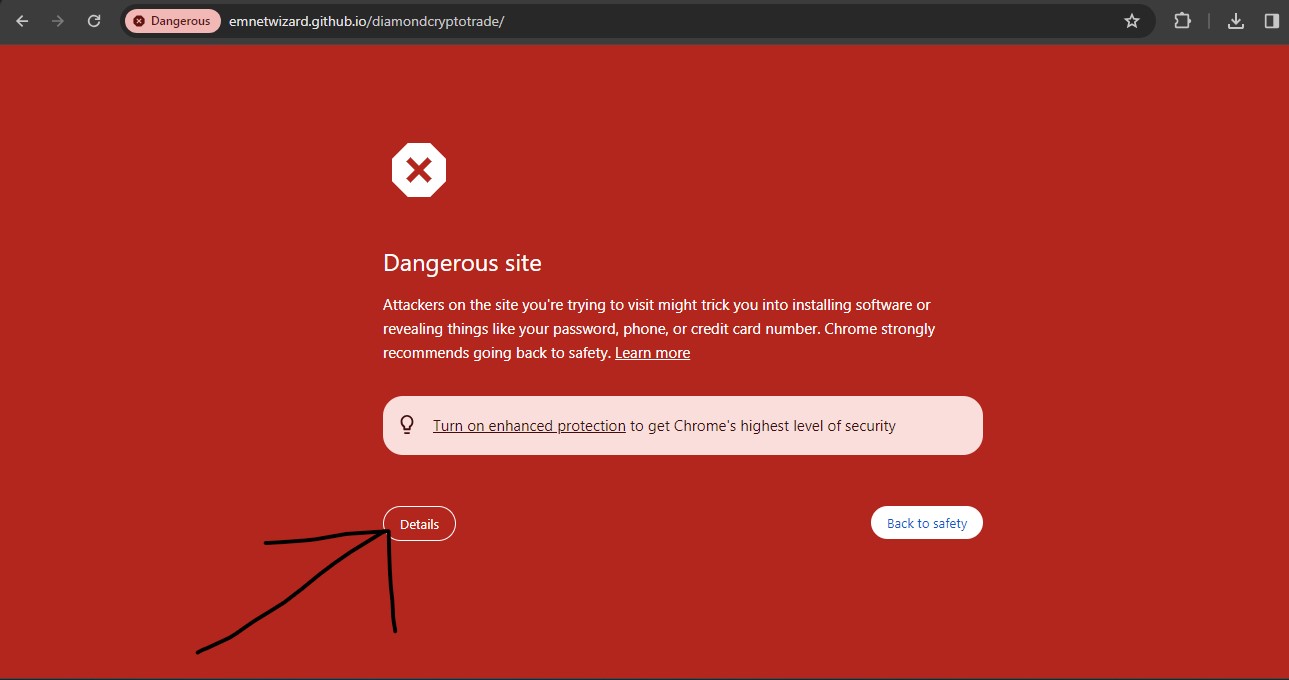 Dangerous
emnetwizard.github.io/diamondcryptotrade/
Dangerous site
Attackers on the site you're trying to visit might trick you into installing software or
revealing things like your password, phone, or credit card number. Chrome strongly
recommends going back to safety. Learn more
Turn on enhanced protection to get Chrome's highest level of security
Details
Back to safety